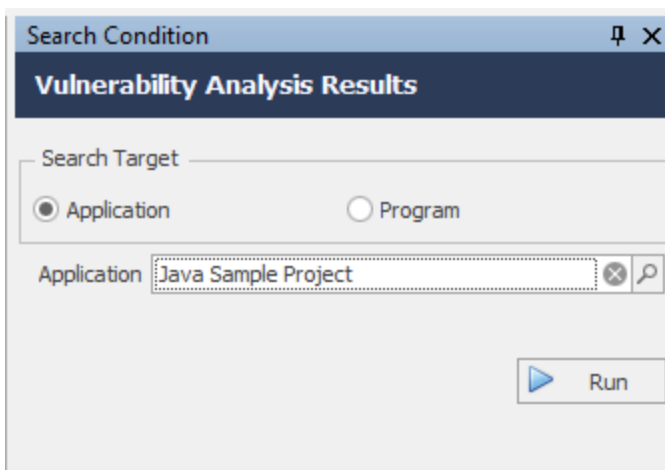 Search Condition
Vulnerability Analysis Results
Search Target
Application Program
Application Java Sample Project
Run